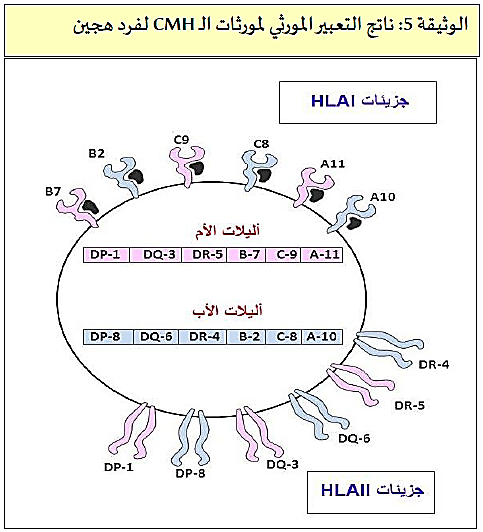 الوثيقة 5: ناتج التعبير المورثي لمورثات الـ CMH لفرد هجين
جزيئات HLAI
C9 C8
B2 A11
B7 A10
أليلات الأم
DP-1 DQ-3 DR-5 B-7 C-9 A-11
أليلات الأب
DP-8 DQ-6 DR-4 B-2 C-8 A-10
DR-4
DR-5
DQ-6
DP-1 DP-8 DQ-3
جزيئات HLAII